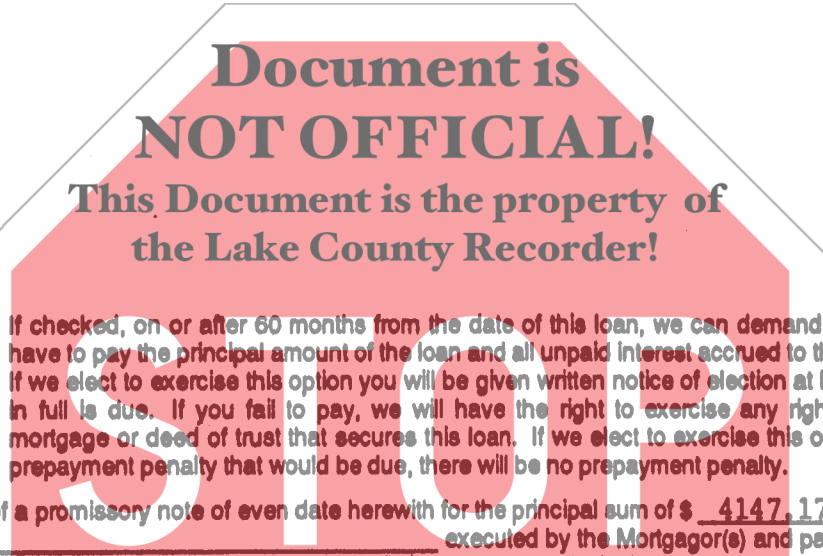 Document is
NOT OFFICIAL!
This Document is the property of
the Lake County Recorder!
STOP
If checked, on or after 60 months from the date of this loan, we can demand
have to pay the principal amount of the loan and all unpaid interest accrued to
If we elect to exercise this option you will be given written notice of election at
in full is due. If you fail to pay, we will have the right to exercise any
mortgage or deed of trust that secures this loan. If we elect to exercise this
prepayment penalty that would be due, there will be no prepayment penalty.
a promissory note of even date herewith for the principal sum of $ 4147.17
executed by the Mortgagor(s) and